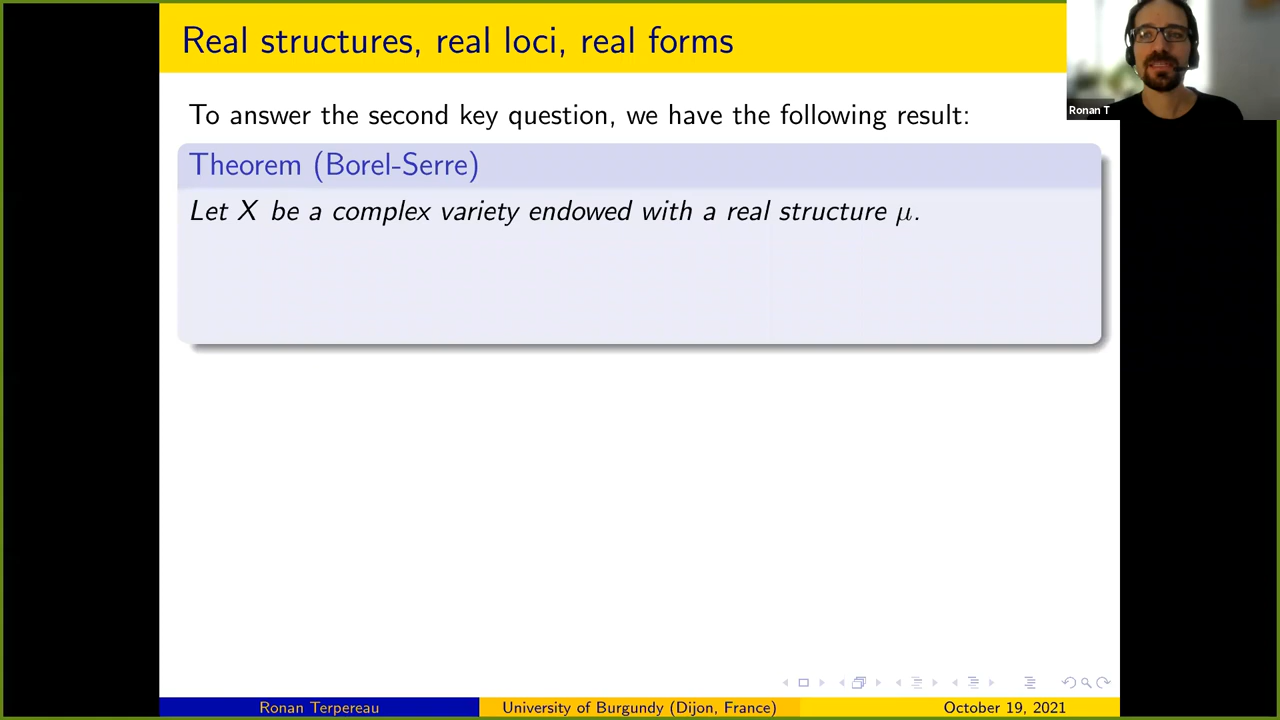 Real structures, real loci, real forms
Ronan T
To answer the second key question, we have the following result:
Theorem (Borel-Serre)
Let X be a complex variety endowed with a real structure μ.
Ronan Terpereau
University of Burgundy (Dijon, France)
October 19, 2021